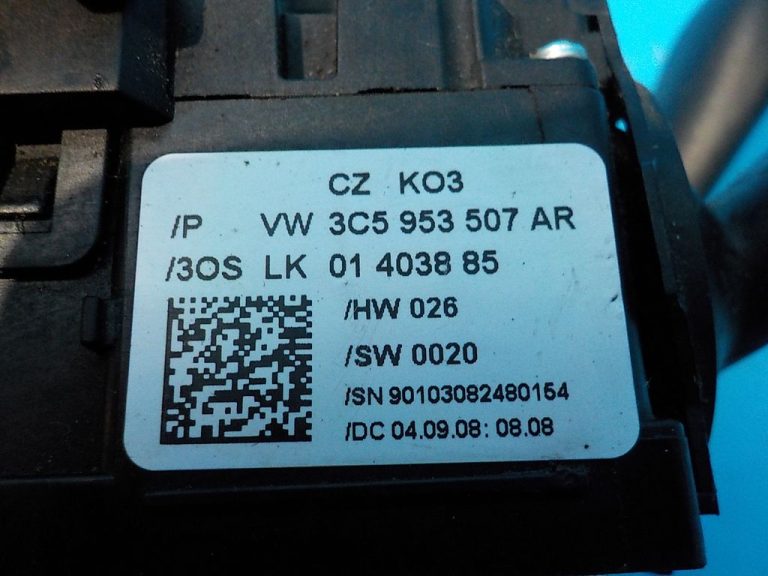 CZ KO3
/P VW 3C5 953 507 AR
/3OS LK 01 4038 85
/HW 026
/SW 0020
/SN 90103082480154
/DC 04.09.08: 08.08